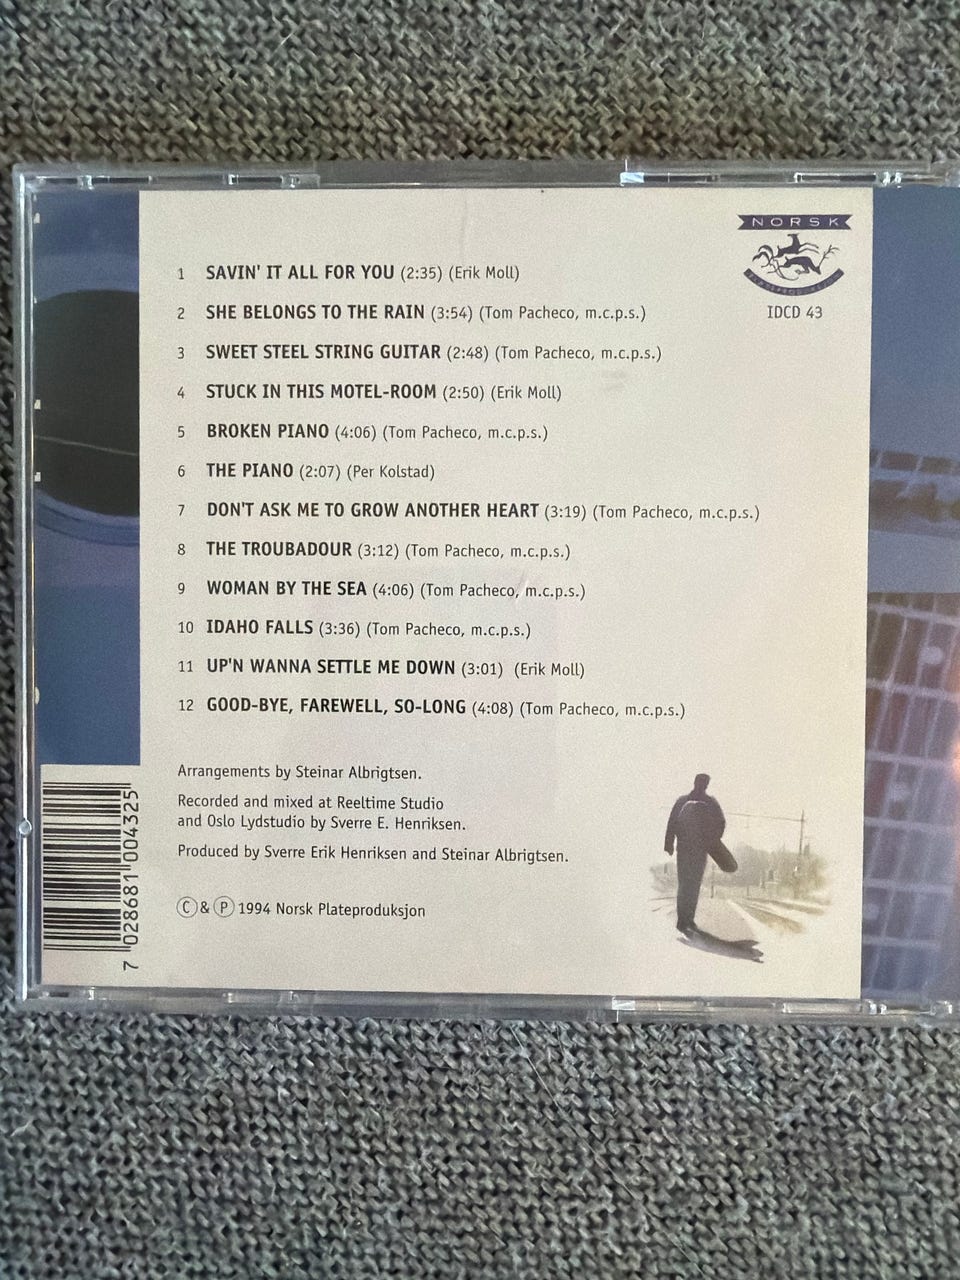 NORSK
IDCD 43
1 SAVIN' IT ALL FOR YOU (2:35) (Erik Moll)
2 SHE BELONGS TO THE RAIN (3:54) (Tom Pacheco, m.c.p.s.)
3 SWEET STEEL STRING GUITAR (2:48) (Tom Pacheco, m.c.p.s.)
4 STUCK IN THIS MOTEL-ROOM (2:50) (Erik Moll)
5 BROKEN PIANO (4:06) (Tom Pacheco, m.c.p.s.)
6 THE PIANO (2:07) (Per Kolstad)
7 DON'T ASK ME TO GROW ANOTHER HEART (3:19) (Tom Pacheco, m.c.p.s.)
8 THE TROUBADOUR (3:12) (Tom Pacheco, m.c.p.s.)
9 WOMAN BY THE SEA (4:06) (Tom Pacheco, m.c.p.s.)
10 IDAHO FALLS (3:36) (Tom Pacheco, m.c.p.s.)
11 UP'N WANNA SETTLE ME DOWN (3:01) (Erik Moll)
12 GOOD-BYE, FAREWELL, SO-LONG (4:08) (Tom Pacheco, m.c.p.s.)
Arrangements by Steinar Albrigtsen.
Recorded and mixed at Reeltime Studio
and Oslo Lydstudio by Sverre E. Henriksen.
Produced by Sverre Erik Henriksen and Steinar Albrigtsen.
Ⓒ & Ⓟ 1994 Norsk Plateproduksjon
7 028681 004325